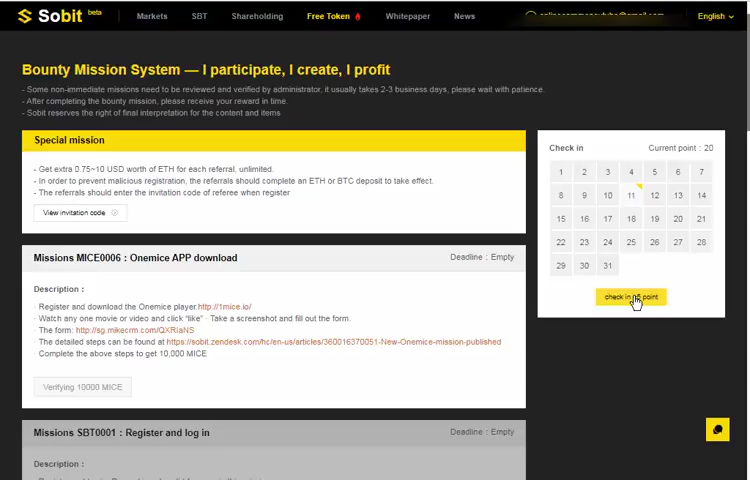 Sobit beta Markets SBT Shareholding Free Token Whitepaper News English
Bounty Mission System — I participate, I create, I profit
- Some non-immediate missions need to be reviewed and verified by administrator, it usually takes 2-3 business days, please wait with patience.
- After completing the bounty mission, please receive your reward in time.
- Sobit reserves the right of final interpretation for the content and items
Special mission
- Get extra 0.75~10 USD worth of ETH for each referral, unlimited.
- In order to prevent malicious registration, the referrals should complete an ETH or BTC deposit to take effect.
- The referrals should enter the invitation code of referee when register
View invitation code
Check in Current point : 20
1 2 3 4 5 6 7
8 9 10 11 12 13 14
15 16 17 18 19 20 21
22 23 24 25 26 27 28
29 30 31
check in point
Missions MICE0006 : Onemice APP download Deadline : Empty
Description :
· Register and download the Onemice player.http://1mice.io/
· Watch any one movie or video and click “like” · Take a screenshot and fill out the form.
· The form: http://sg.mikecrm.com/QXRIaNS
· The detailed steps can be found at https://sobit.zendesk.com/hc/en-us/articles/360016370051-New-Onemice-mission-published
· Complete the above steps to get 10,000 MICE
Verifying 10000 MICE
Missions SBT0001 : Register and log in Deadline : Empty
Description :